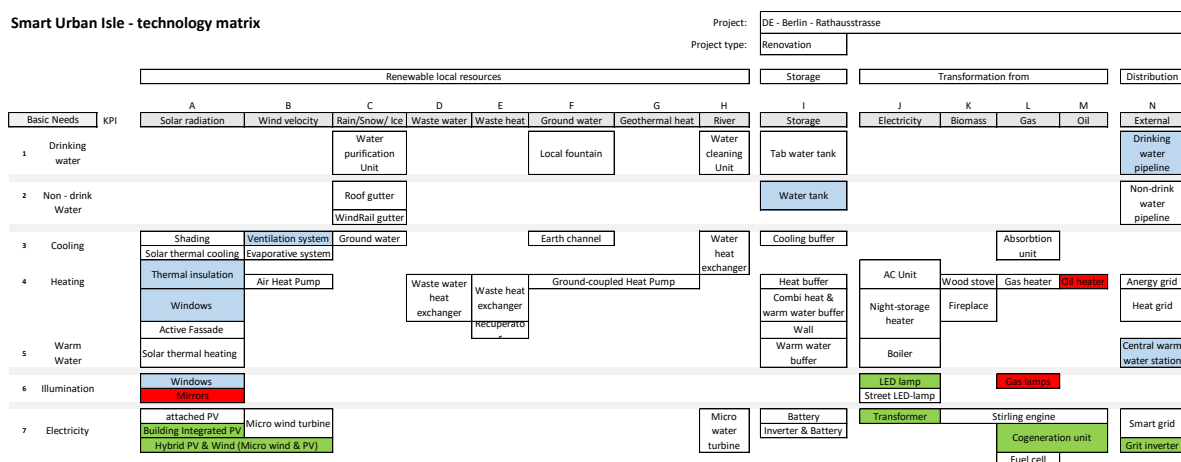 Smart Urban Isle - technology matrix
Project: DE - Berlin - Rathausstrasse
Project type: Renovation
Renewable local resources Storage Transformation from Distribution
A B C D E F G H I J K L M N
Basic Needs KPI Solar radiation Wind velocity Rain/Snow/ Ice Waste water Waste heat Ground water Geothermal heat River Storage Electricity Biomass Gas Oil External
1 Drinking water
Water purification Unit
Local fountain
Water cleaning Unit
Tab water tank
Drinking water pipeline
2 Non - drink Water
Roof gutter
WindRail gutter
Water tank
Non-drink water pipeline
3 Cooling
Shading
Solar thermal cooling
Ventilation system
Evaporative system
Ground water
Earth channel
Water heat exchanger
Cooling buffer
Absorbtion unit
4 Heating
Thermal insulation
Windows
Active Fassade
Air Heat Pump
Waste water heat exchanger
Waste heat exchanger
Recuperator
Ground-coupled Heat Pump
Heat buffer
Combi heat & warm water buffer
Wall
AC Unit
Night-storage heater
Wood stove
Fireplace
Gas heater
Oil heater
Anergy grid
Heat grid
5 Warm Water
Solar thermal heating
Warm water buffer
Boiler
Central warm water station
6 Illumination
Windows
Mirrors
LED lamp
Street LED-lamp
Gas lamps
7 Electricity
attached PV
Building Integrated PV
Hybrid PV & Wind (Micro wind & PV)
Micro wind turbine
Micro water turbine
Battery
Inverter & Battery
Transformer
Stirling engine
Cogeneration unit
Fuel cell
Smart grid
Grit inverter